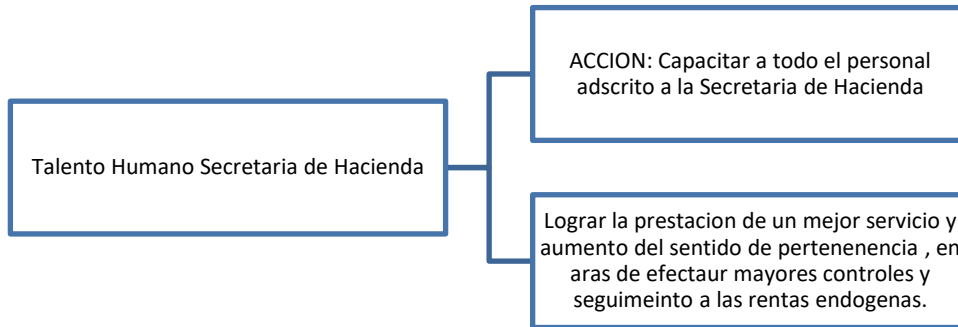 ACCION: Capacitar a todo el personal
adscrito a la Secretaria de Hacienda
Talento Humano Secretaria de Hacienda
Lograr la prestacion de un mejor servicio y
aumento del sentido de pertenenencia , en
aras de efectaur mayores controles y
seguimeinto a las rentas endogenas.